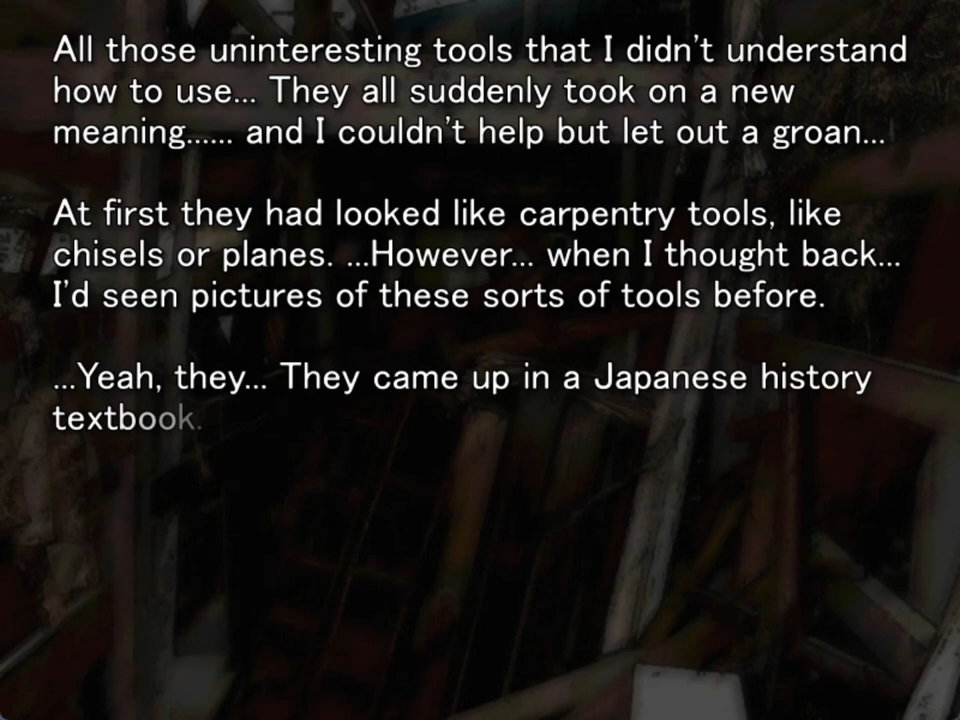 All those uninteresting tools that I didn't understand
how to use... They all suddenly took on a new
meaning...... and I couldn't help but let out a groan...
At first they had looked like carpentry tools, like
chisels or planes. ...However... when I thought back...
I'd seen pictures of these sorts of tools before.
...Yeah, they... They came up in a Japanese history
textbook.